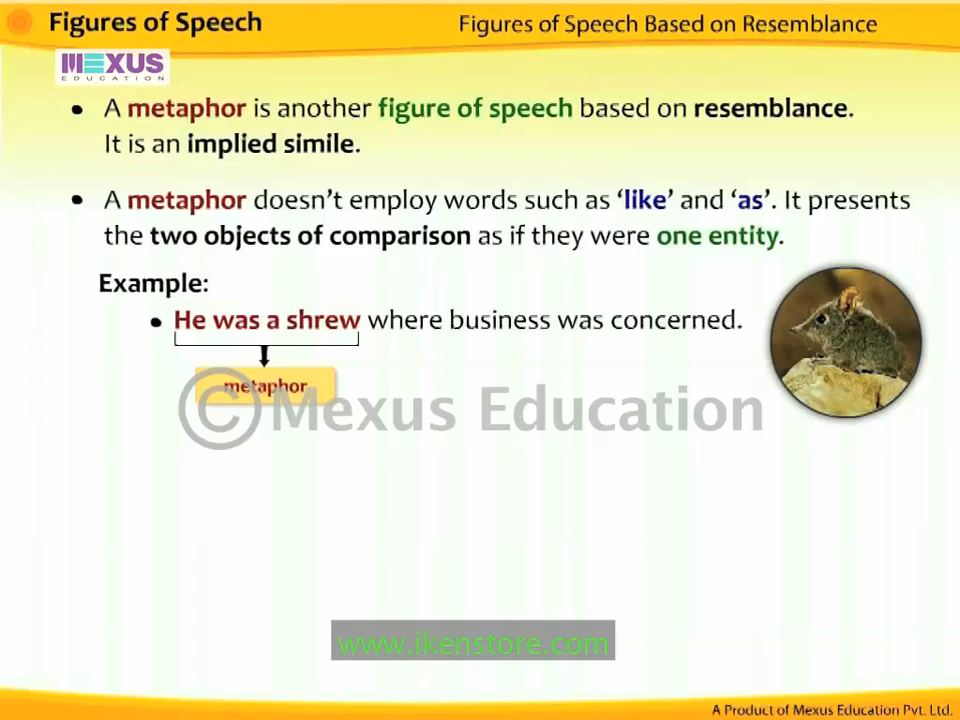 Figures of Speech
Figures of Speech Based on Resemblance
MEXUS
EDUCATION
• A metaphor is another figure of speech based on resemblance.
It is an implied simile.
• A metaphor doesn't employ words such as ‘like’ and ‘as’. It presents
the two objects of comparison as if they were one entity.
Example:
• He was a shrew where business was concerned.
metaphor
©Mexus Education
www.ikenstore.com
A Product of Mexus Education Pvt. Ltd.